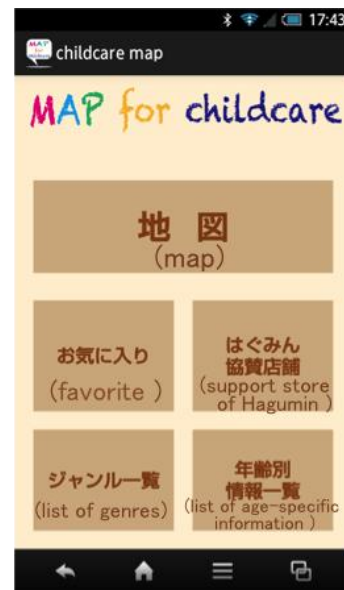 17:43
MAP
for
childcare map
MAP for childcare
地 図
(map)
お気に入り
(favorite )
はぐみん
協賛店舗
(support store
of Hagumin )
ジャンル一覧
(list of genres)
年齢別
情報一覧
(list of age-specific
information )